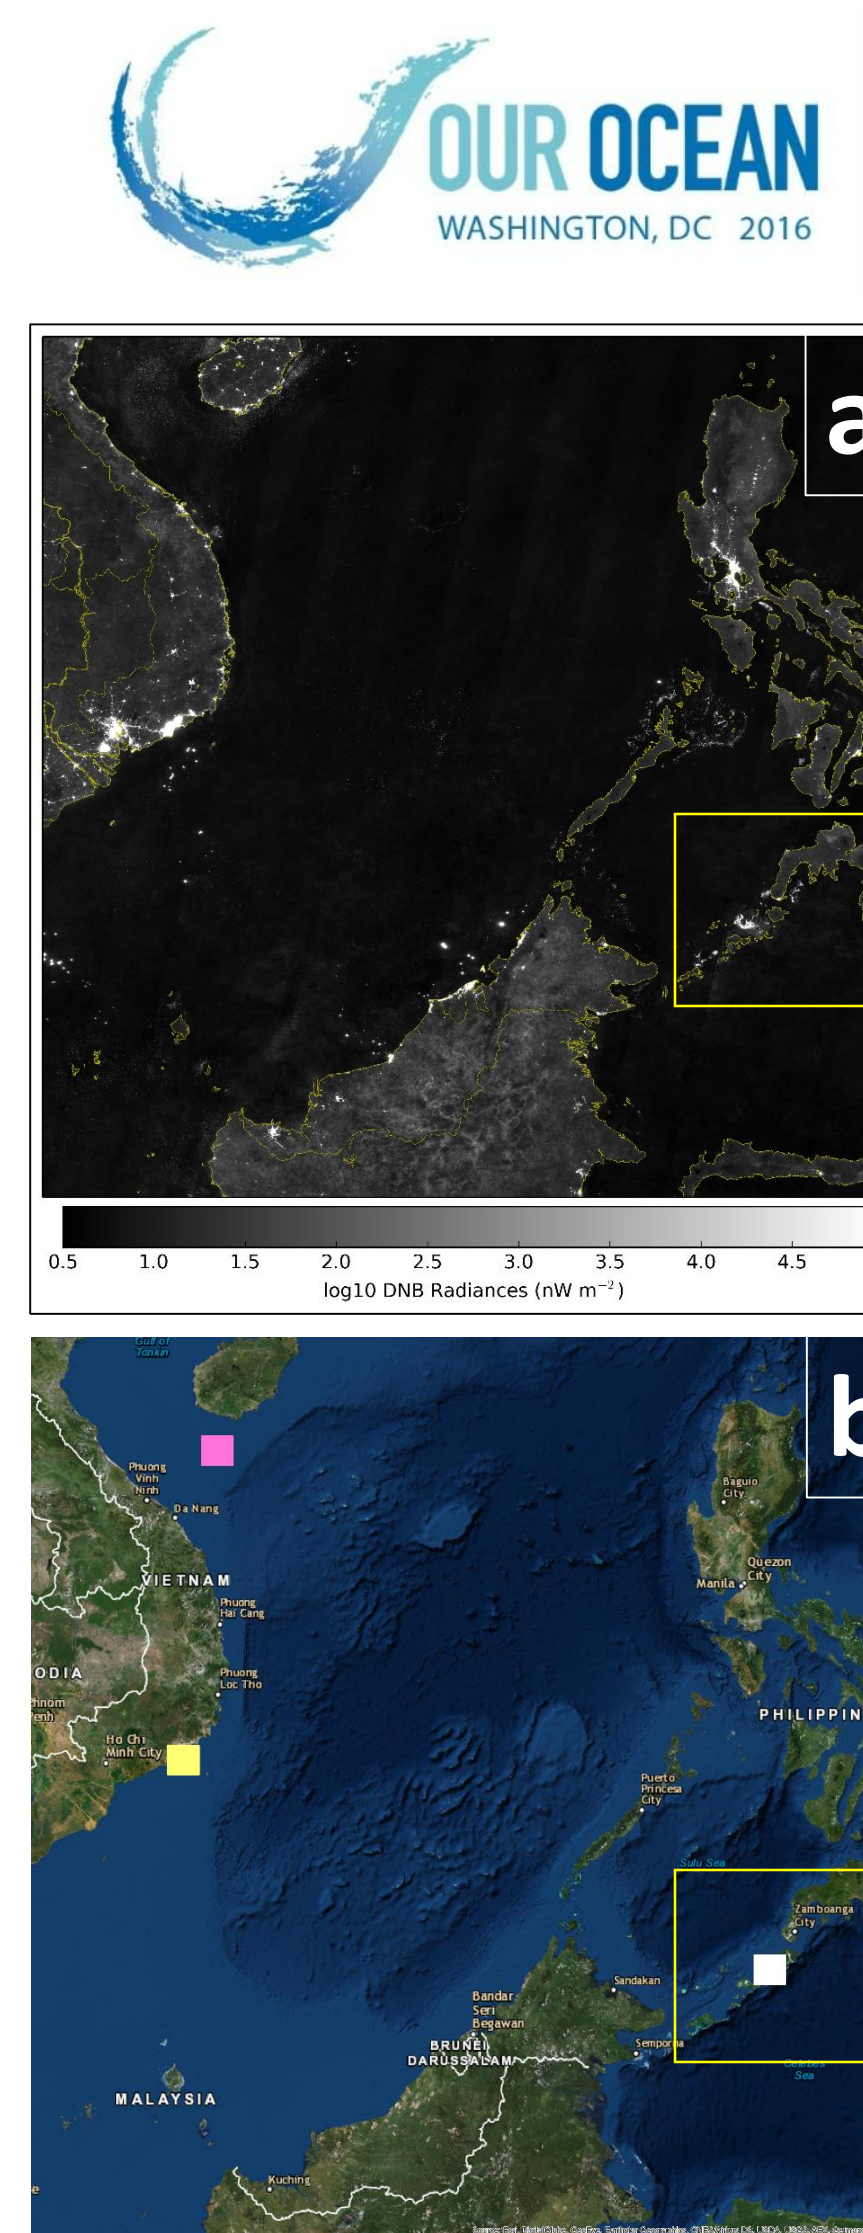 OUR OCEAN
WASHINGTON, DC 2016
a
0.5 1.0 1.5 2.0 2.5 3.0 3.5 4.0 4.5
log10 DNB Radiances (nW m−2)
Gulf of
Tonkin
b
Phuong
Vinh
Ninh
Da Nang
Baguio
City
VIETNAM
Quezon
City
Manila
Phuong
Hai Cang
ODIA
Phuong
Loc Tho
hnom
Penh
PHILIPPIN
Ho Chi
Minh City
Puerto
Princesa
City
Sulu Sea
Zamboanga
City
Sandakan
Bandar
Seri
Begawan
BRUNEI
DARUSSALAM
Semporna
Celebes
Sea
MALAYSIA
Kuching
e